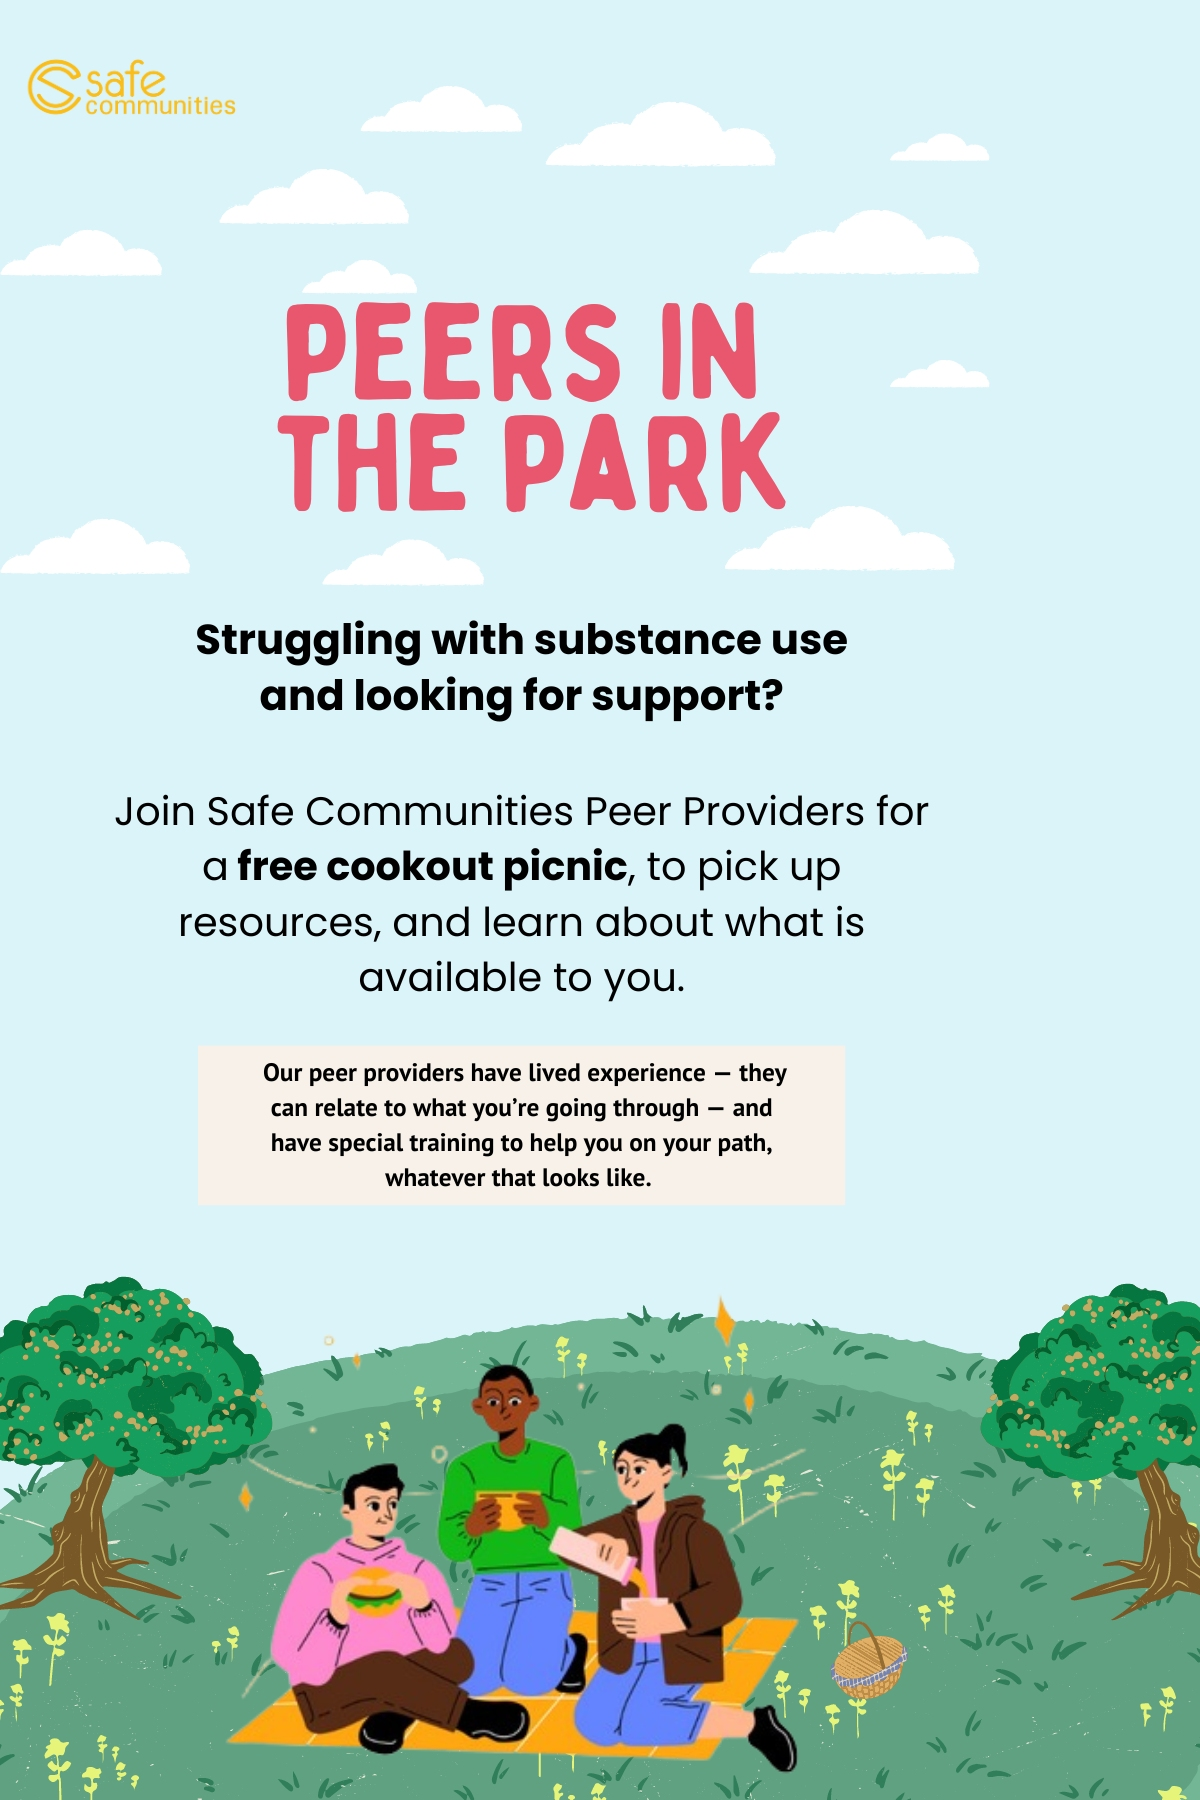 safe
communities
PEERS IN
THE PARK
Struggling with substance use
and looking for support?
Join Safe Communities Peer Providers for
a free cookout picnic, to pick up
resources, and learn about what is
available to you.
Our peer providers have lived experience — they
can relate to what you’re going through — and
have special training to help you on your path,
whatever that looks like.